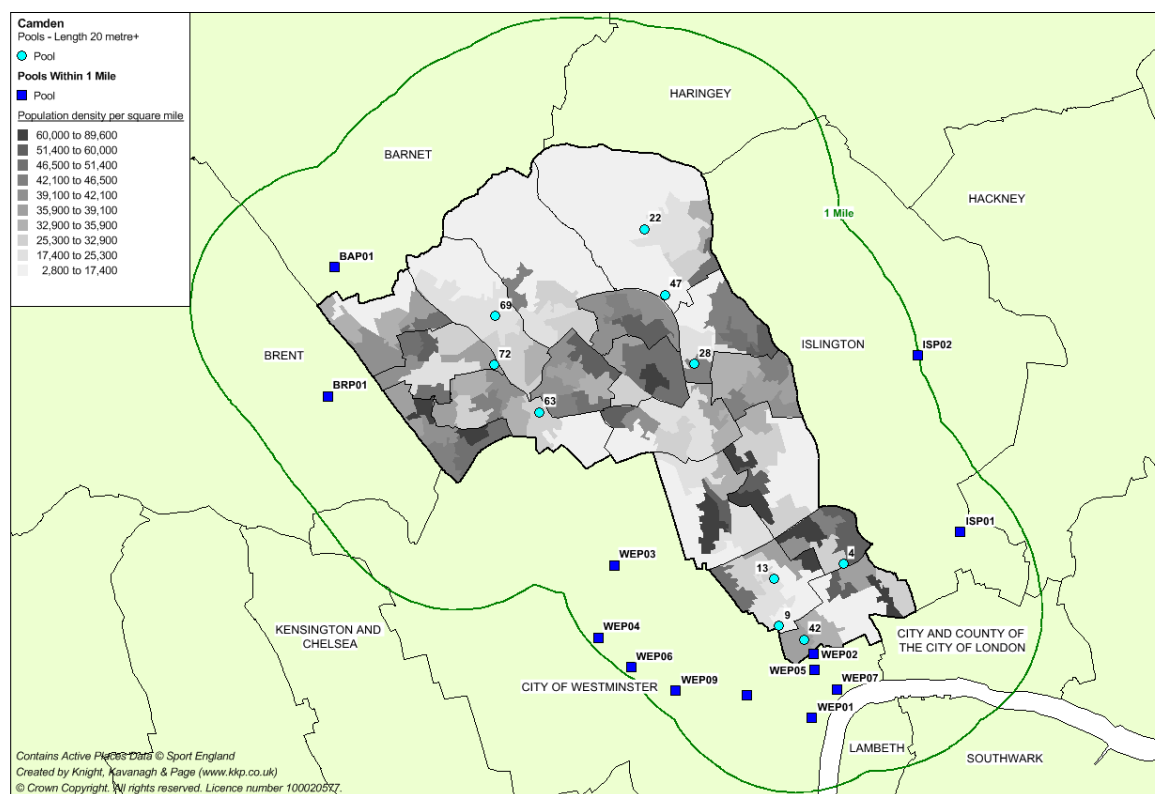 Camden
Pools - Length 20 metre+
Pool
Pools Within 1 Mile
Pool
Population density per square mile
60,000 to 89,600
51,400 to 60,000
46,500 to 51,400
42,100 to 46,500
39,100 to 42,100
35,900 to 39,100
32,900 to 35,900
25,300 to 32,900
17,400 to 25,300
2,800 to 17,400
HARINGEY
BARNET
HACKNEY
1 Mile
22
BAP01
47
69
ISLINGTON
ISP02
BRENT
72
28
BRP01
63
ISP01
WEP03
4
13
9
42
KENSINGTON AND
CHELSEA
WEP04
CITY AND COUNTY OF
THE CITY OF LONDON
WEP02
WEP06
WEP05
CITY OF WESTMINSTER
WEP09
WEP07
WEP01
LAMBETH
SOUTHWARK
Contains Active Places Data © Sport England
Created by Knight, Kavanagh & Page (www.kkp.co.uk)
© Crown Copyright. All rights reserved. Licence number 100020577.